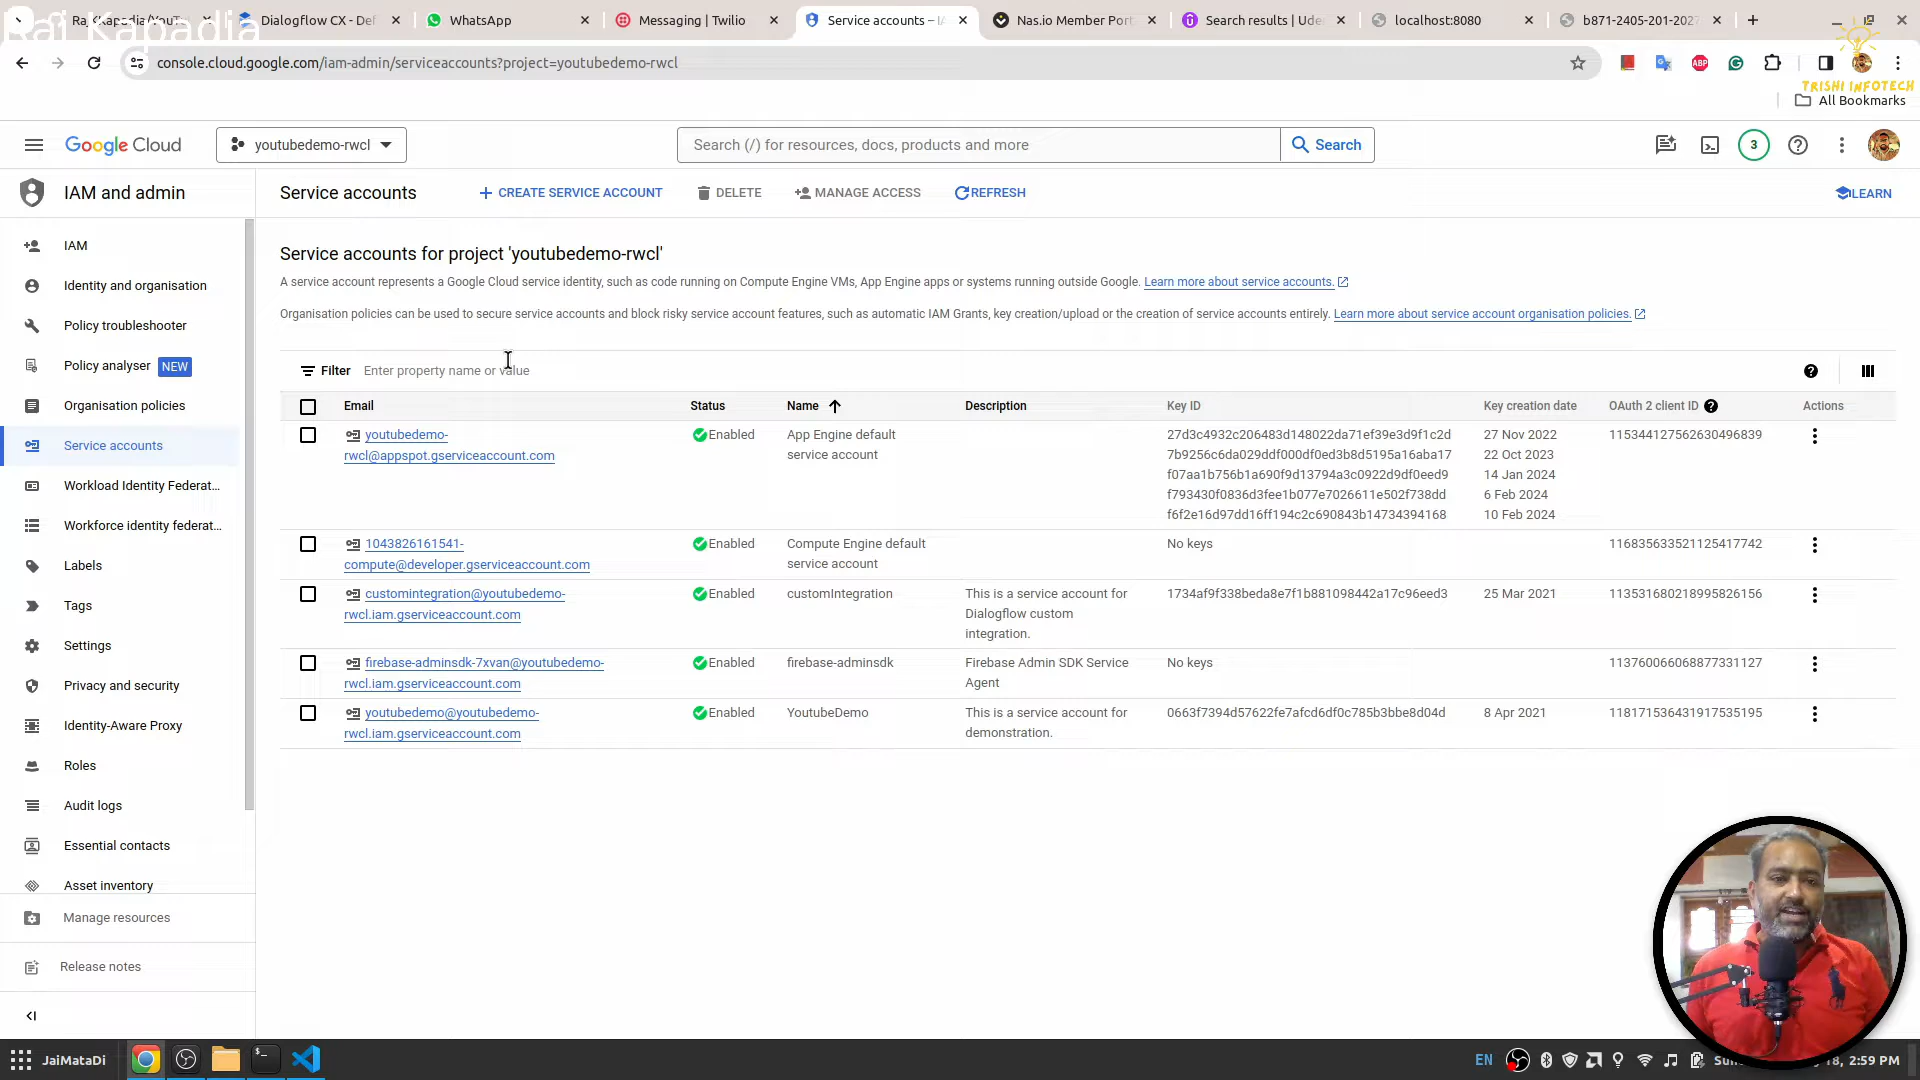 Raj Kapadia/YouT
Dialogflow CX - Def
WhatsApp
Messaging | Twilio
Service accounts – IA
Nas.io Member Port
Search results | Ude
localhost:8080
b871-2405-201-202
Raj Kapadia
console.cloud.google.com/iam-admin/serviceaccounts?project=youtubedemo-rwcl
ABP
TRISHI INFOTECH
All Bookmarks
Google Cloud
youtubedemo-rwcl
Search (/) for resources, docs, products and more
Search
3
IAM and admin
Service accounts
CREATE SERVICE ACCOUNT
DELETE
MANAGE ACCESS
REFRESH
LEARN
IAM
Identity and organisation
Policy troubleshooter
Policy analyser NEW
Organisation policies
Service accounts
Workload Identity Federat...
Workforce identity federat...
Labels
Tags
Settings
Privacy and security
Identity-Aware Proxy
Roles
Audit logs
Essential contacts
Asset inventory
Manage resources
Release notes
Service accounts for project 'youtubedemo-rwcl'
A service account represents a Google Cloud service identity, such as code running on Compute Engine VMs, App Engine apps or systems running outside Google. Learn more about service accounts.
Organisation policies can be used to secure service accounts and block risky service account features, such as automatic IAM Grants, key creation/upload or the creation of service accounts entirely. Learn more about service account organisation policies.
Filter Enter property name or value
Email Status Name Description Key ID Key creation date OAuth 2 client ID Actions
youtubedemo- Enabled App Engine default 27d3c4932c206483d148022da71ef39e3d9f1c2d 27 Nov 2022 115344127562630496839
rwcl@appspot.gserviceaccount.com service account 7b9256c6da029ddf000df0ed3b8d5195a16aba17 22 Oct 2023
f07aa1b756b1a690f9d13794a3c0922d9df0eed9 14 Jan 2024
f793430f0836d3fee1b077e7026611e502f738dd 6 Feb 2024
f6f2e16d97dd16ff194c2c690843b14734394168 10 Feb 2024
1043826161541- Enabled Compute Engine default No keys 116835633521125417742
compute@developer.gserviceaccount.com service account
customintegration@youtubedemo- Enabled customIntegration This is a service account for 1734af9f338beda8e7f1b881098442a17c96eed3 25 Mar 2021 113531680218995826156
rwcl.iam.gserviceaccount.com Dialogflow custom
integration.
firebase-adminsdk-7xvan@youtubedemo- Enabled firebase-adminsdk Firebase Admin SDK Service No keys 113760066068877331127
rwcl.iam.gserviceaccount.com Agent
youtubedemo@youtubedemo- Enabled YoutubeDemo This is a service account for 0663f7394d57622fe7afcd6df0c785b3bbe8d04d 8 Apr 2021 118171536431917535195
rwcl.iam.gserviceaccount.com demonstration.
JaiMataDi
EN
18, 2:59 PM